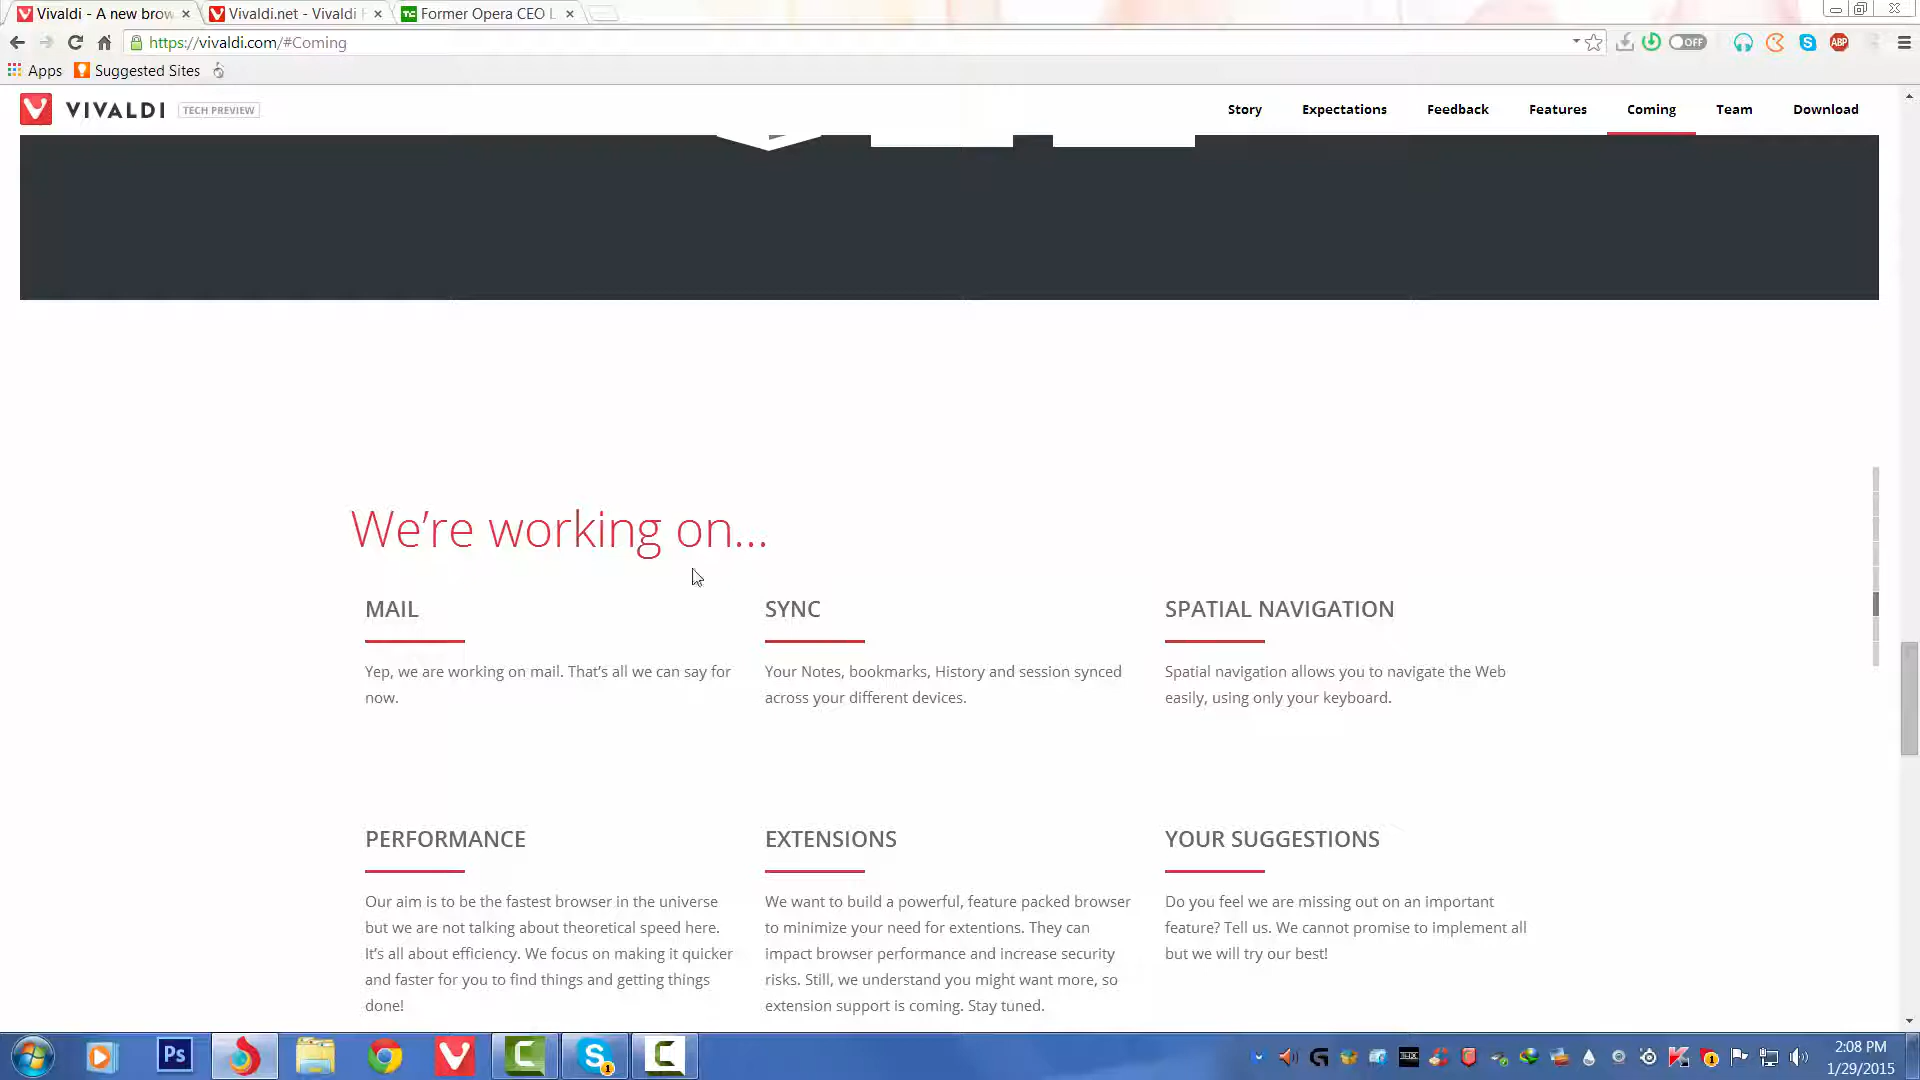 Vivaldi - A new brow
Vivaldi.net - Vivaldi
Former Opera CEO L
https://vivaldi.com/#Coming
OFF
ABP
Apps
Suggested Sites
VIVALDI
TECH PREVIEW
Story
Expectations
Feedback
Features
Coming
Team
Download
We're working on...
MAIL
Yep, we are working on mail. That's all we can say for
now.
SYNC
Your Notes, bookmarks, History and session synced
across your different devices.
SPATIAL NAVIGATION
Spatial navigation allows you to navigate the Web
easily, using only your keyboard.
PERFORMANCE
Our aim is to be the fastest browser in the universe
but we are not talking about theoretical speed here.
It's all about efficiency. We focus on making it quicker
and faster for you to find things and getting things
done!
EXTENSIONS
We want to build a powerful, feature packed browser
to minimize your need for extentions. They can
impact browser performance and increase security
risks. Still, we understand you might want more, so
extension support is coming. Stay tuned.
YOUR SUGGESTIONS
Do you feel we are missing out on an important
feature? Tell us. We cannot promise to implement all
but we will try our best!
Ps
2:08 PM
1/29/2015